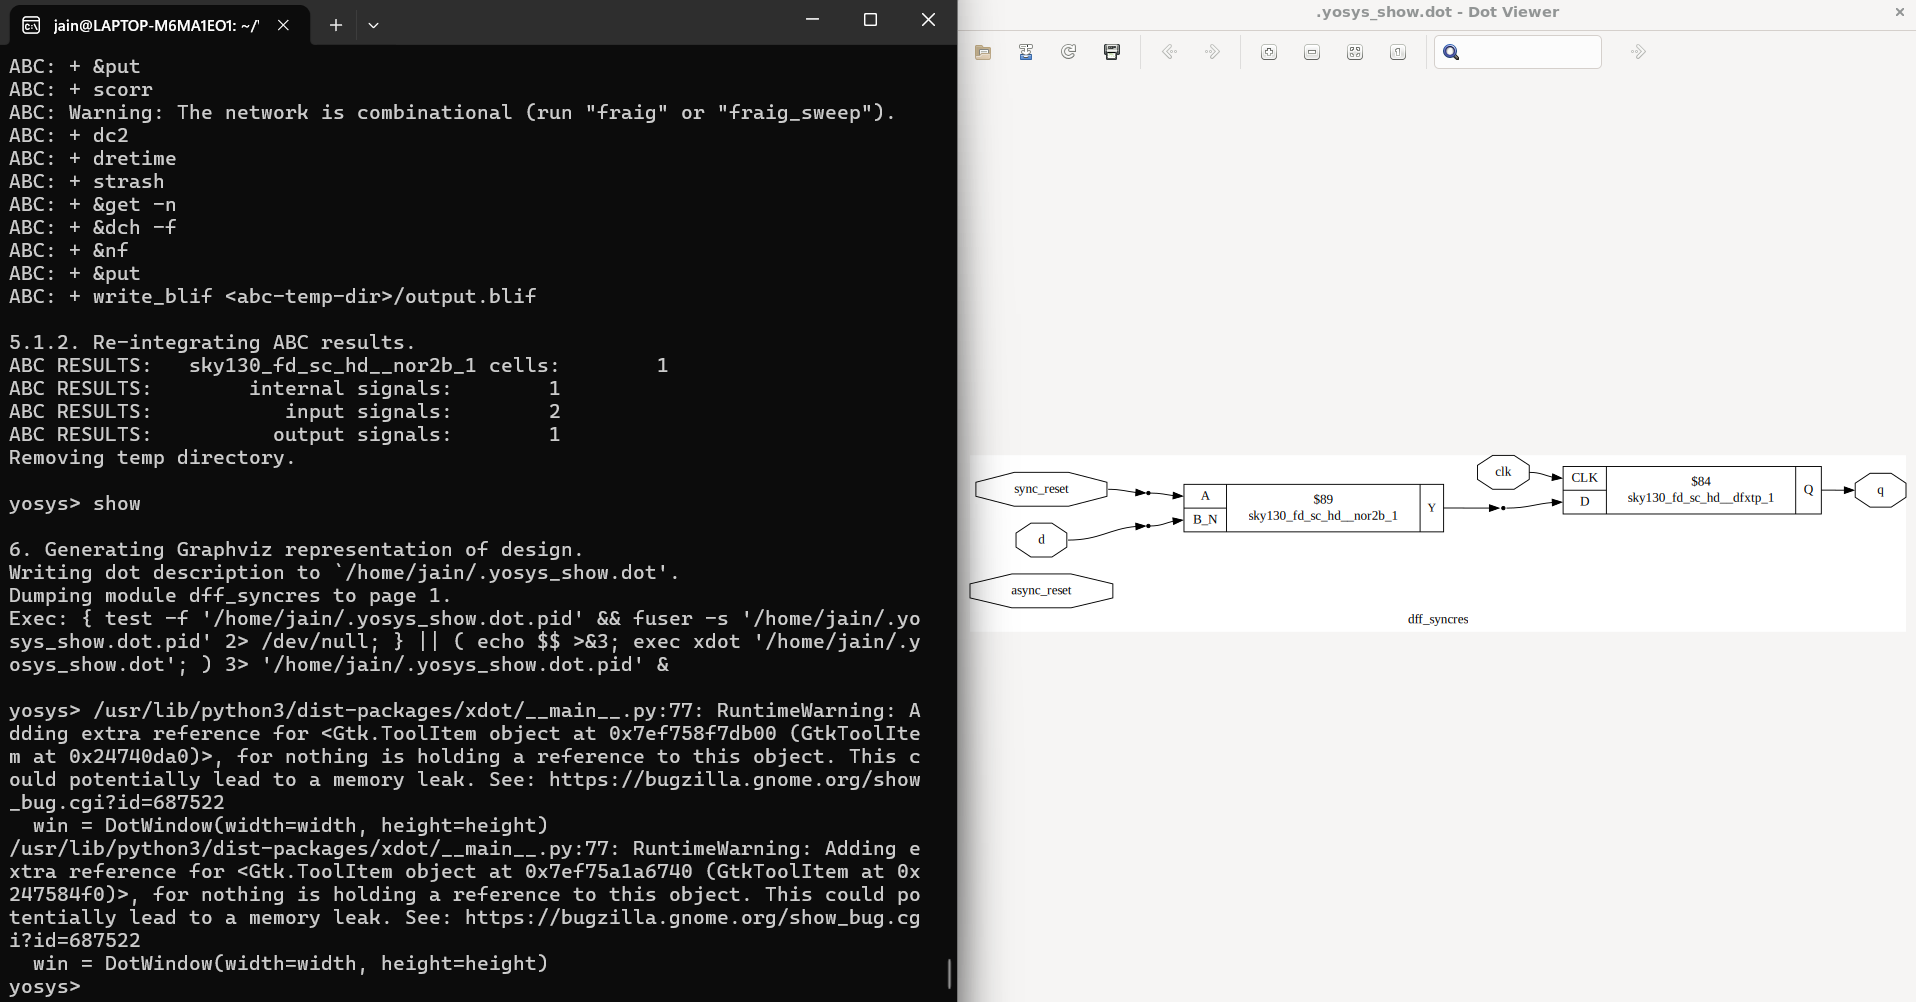 jain@LAPTOP-M6MA1EO1: ~/
ABC: + &put
ABC: + scorr
ABC: Warning: The network is combinational (run "fraig" or "fraig_sweep").
ABC: + dc2
ABC: + dretime
ABC: + strash
ABC: + &get -n
ABC: + &dch -f
ABC: + &nf
ABC: + &put
ABC: + write_blif <abc-temp-dir>/output.blif
5.1.2. Re-integrating ABC results.
ABC RESULTS:   sky130_fd_sc_hd__nor2b_1 cells:        1
ABC RESULTS:        internal signals:        1
ABC RESULTS:           input signals:        2
ABC RESULTS:          output signals:        1
Removing temp directory.
yosys> show
6. Generating Graphviz representation of design.
Writing dot description to `/home/jain/.yosys_show.dot'.
Dumping module dff_syncres to page 1.
Exec: { test -f '/home/jain/.yosys_show.dot.pid' && fuser -s '/home/jain/.yo
sys_show.dot.pid' 2> /dev/null; } || ( echo $$ >&3; exec xdot '/home/jain/.y
osys_show.dot'; ) 3> '/home/jain/.yosys_show.dot.pid' &
yosys> /usr/lib/python3/dist-packages/xdot/__main__.py:77: RuntimeWarning: A
dding extra reference for <Gtk.ToolItem object at 0x7ef758f7db00 (GtkToolIte
m at 0x24740da0)>, for nothing is holding a reference to this object. This c
ould potentially lead to a memory leak. See: https://bugzilla.gnome.org/show
_bug.cgi?id=687522
  win = DotWindow(width=width, height=height)
/usr/lib/python3/dist-packages/xdot/__main__.py:77: RuntimeWarning: Adding e
xtra reference for <Gtk.ToolItem object at 0x7ef75a1a6740 (GtkToolItem at 0x
247584f0)>, for nothing is holding a reference to this object. This could po
tentially lead to a memory leak. See: https://bugzilla.gnome.org/show_bug.cg
i?id=687522
  win = DotWindow(width=width, height=height)
yosys>
.yosys_show.dot - Dot Viewer
sync_reset
d
async_reset
A
B_N
$89
sky130_fd_sc_hd__nor2b_1
Y
clk
CLK
D
$84
sky130_fd_sc_hd__dfxtp_1
Q
q
dff_syncres